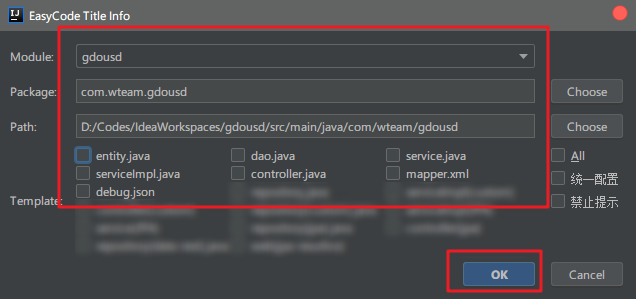 IJ EasyCode Title Info
Module: gdousd
Package: com.wteam.gdousd Choose
Path: D:/Codes/IdeaWorkspaces/gdousd/src/main/java/com/wteam/gdousd Choose
entity.java dao.java service.java All
serviceImpl.java controller.java mapper.xml 统一配置
debug.json
Template: 禁止提示
OK Cancel